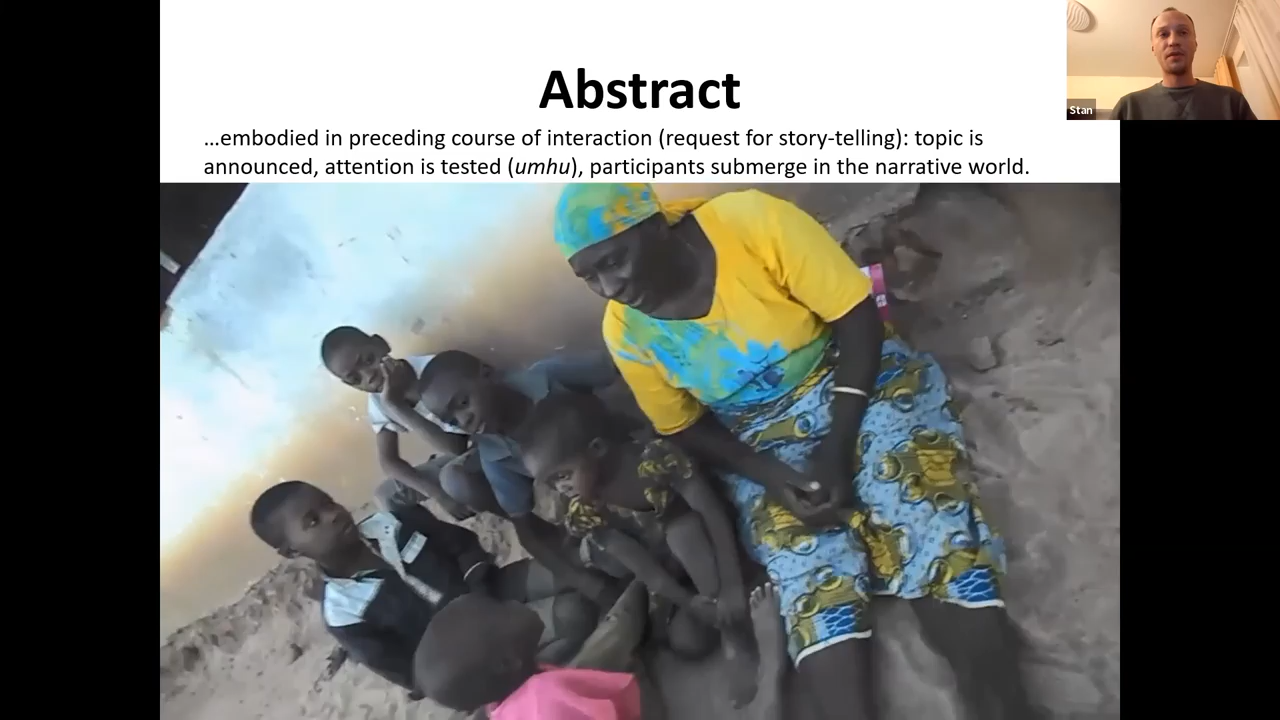 Abstract
...embodied in preceding course of interaction (request for story-telling): topic is
announced, attention is tested (umhu), participants submerge in the narrative world.
Stan